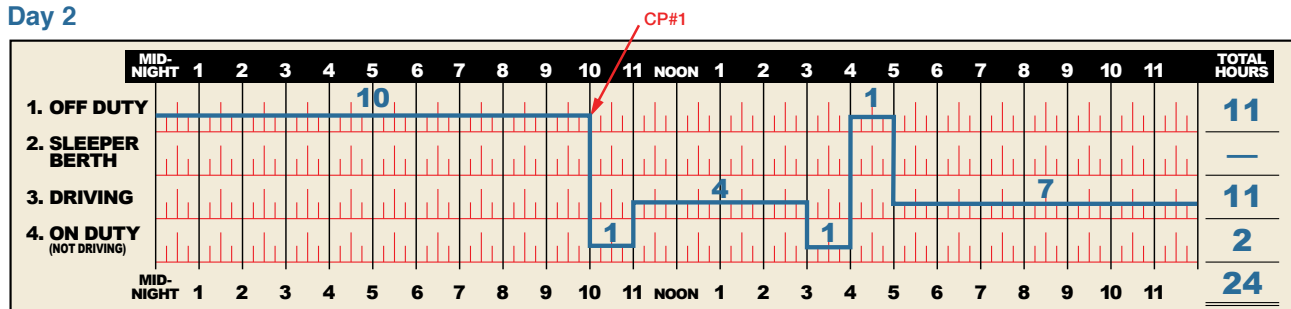 Day 2
CP#1
MID-NIGHT 1 2 3 4 5 6 7 8 9 10 11 NOON 1 2 3 4 5 6 7 8 9 10 11 TOTAL HOURS
1. OFF DUTY 10 1 11
2. SLEEPER BERTH —
3. DRIVING 4 7 11
4. ON DUTY 1 1 2
(NOT DRIVING)
MID-NIGHT 1 2 3 4 5 6 7 8 9 10 11 NOON 1 2 3 4 5 6 7 8 9 10 11 24